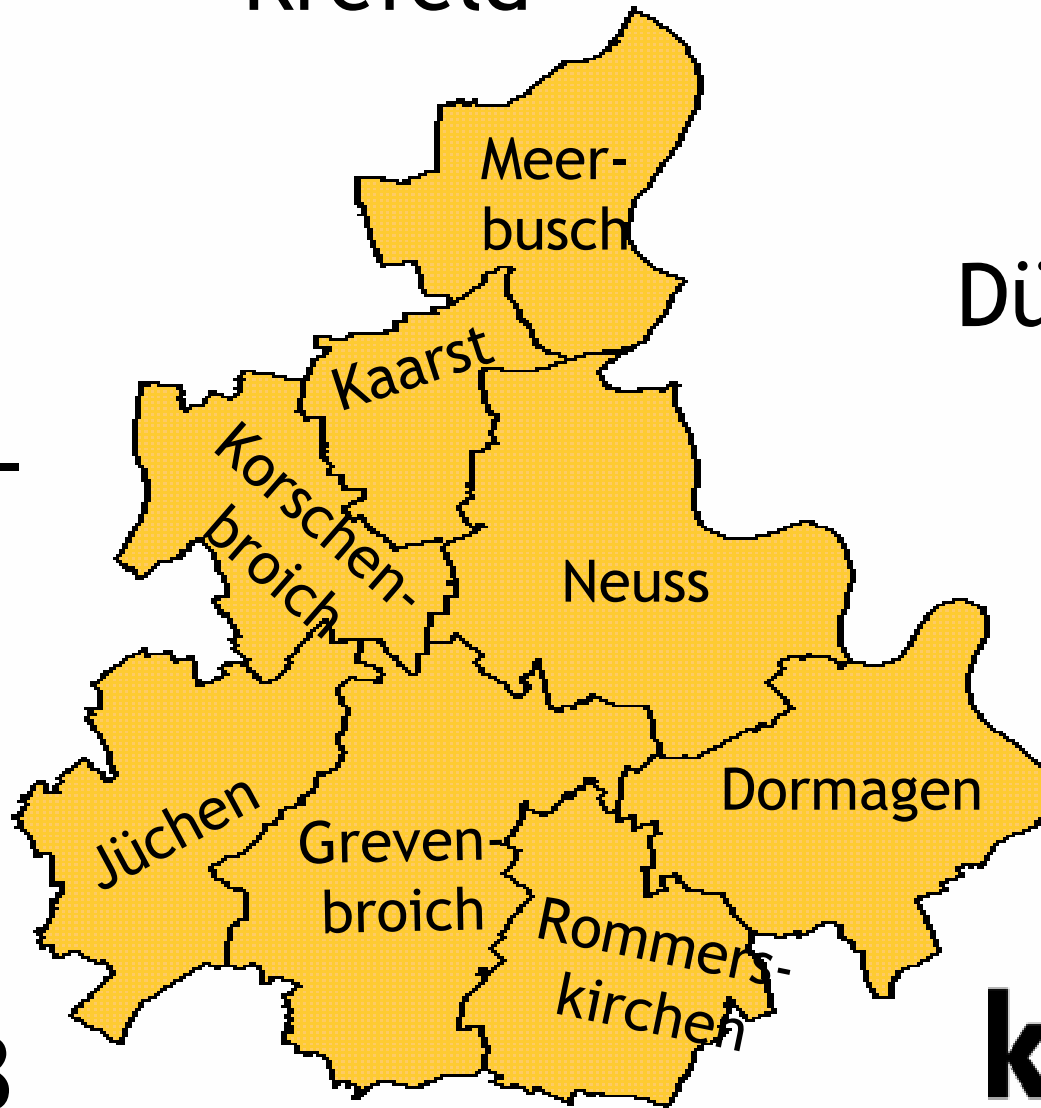 Meer-
busch
Kaarst
Korschen-
broich
Neuss
Dormagen
Jüchen
Greven-
broich
Rommers-
kirchen